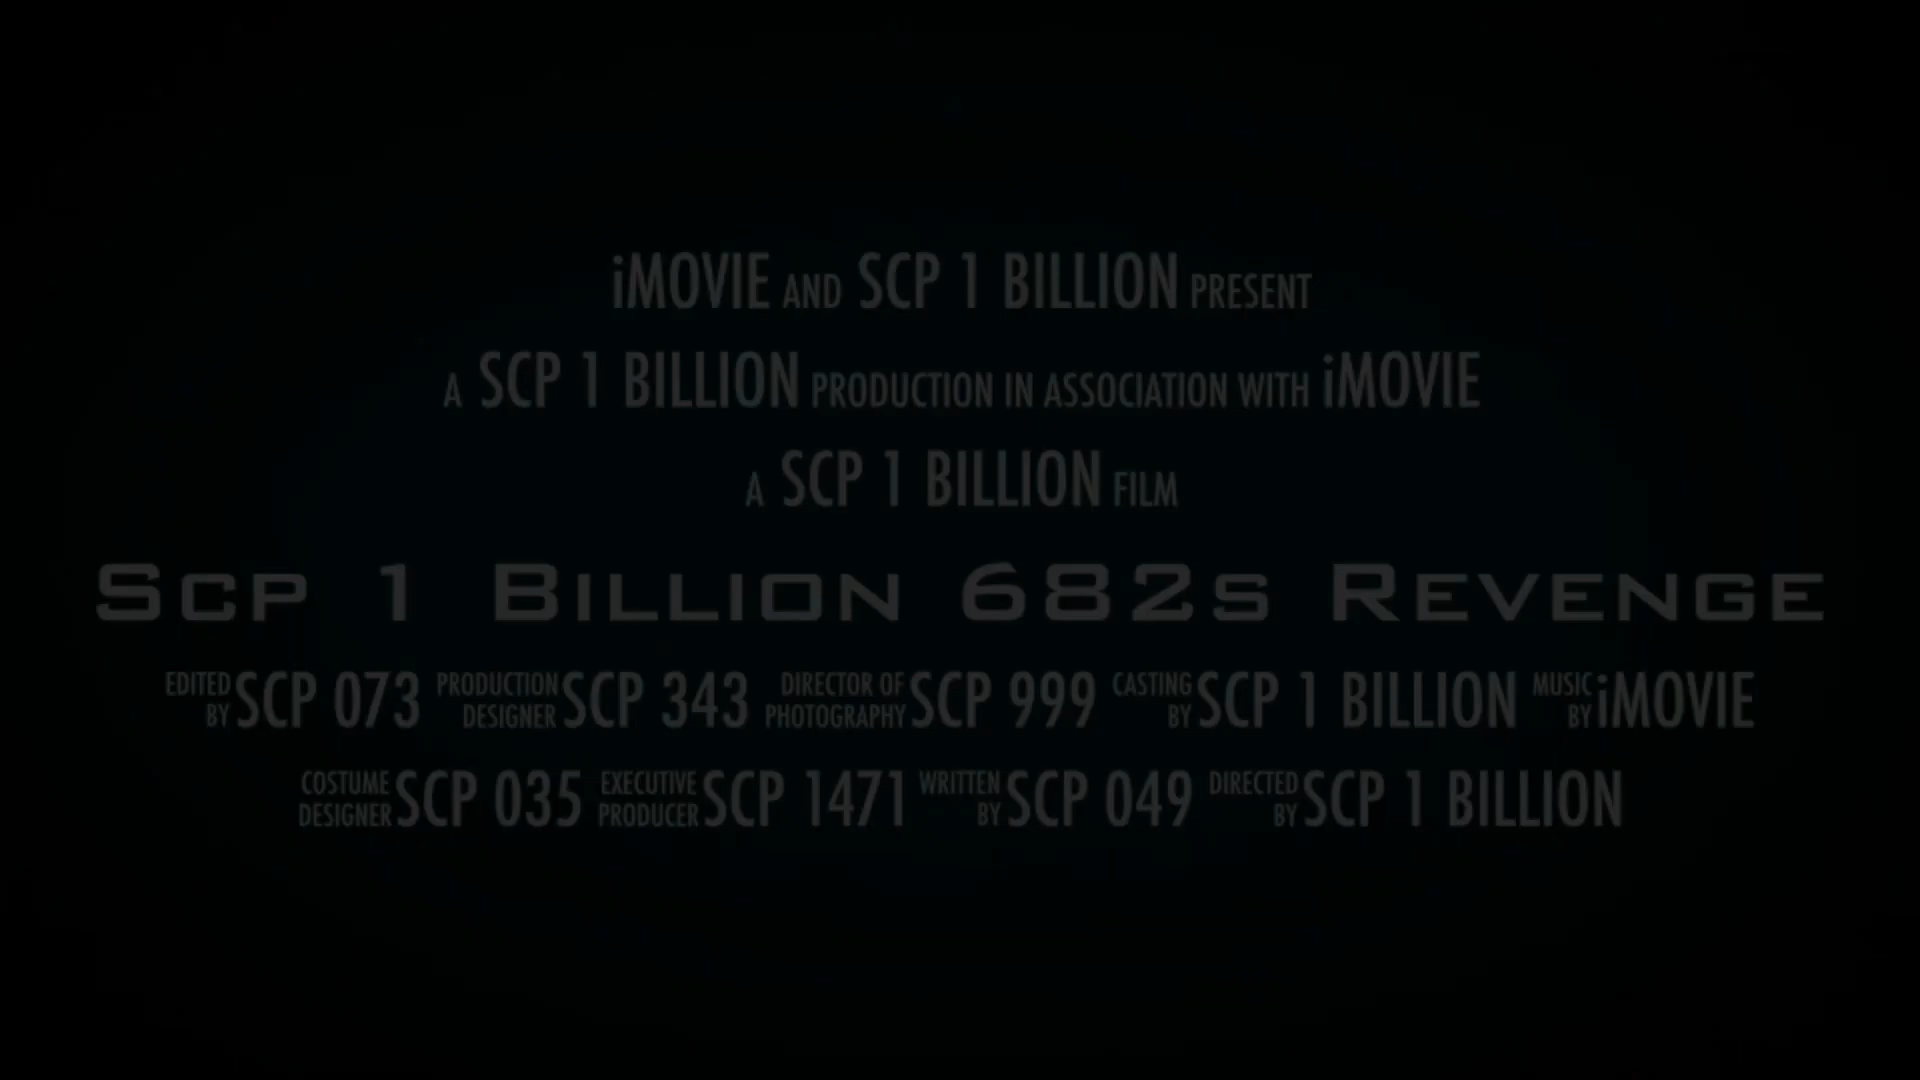 iMOVIE AND SCP 1 BILLION PRESENT
A SCP 1 BILLION PRODUCTION IN ASSOCIATION WITH iMOVIE
A SCP 1 BILLION FILM
SCP 1 BILLION 682S REVENGE
EDITED BY SCP 073 PRODUCTION DESIGNER SCP 343 DIRECTOR OF PHOTOGRAPHY SCP 999 CASTING BY SCP 1 BILLION MUSIC BY iMOVIE
COSTUME DESIGNER SCP 035 EXECUTIVE PRODUCER SCP 1471 WRITTEN BY SCP 049 DIRECTED BY SCP 1 BILLION